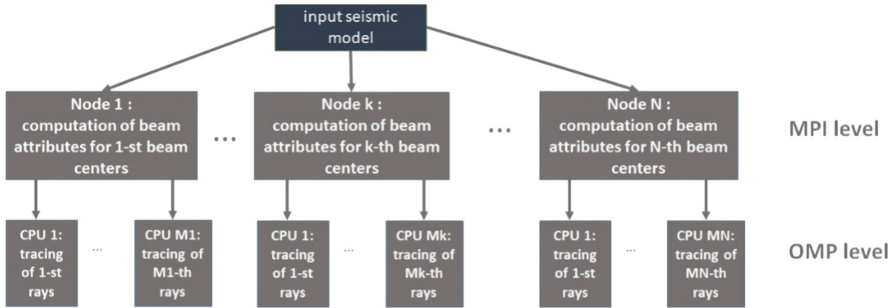 input seismic
model
Node 1 :
computation of beam
attributes for 1-st beam
centers
...
Node k :
computation of beam
attributes for k-th beam
centers
...
Node N :
computation of beam
attributes for N-th beam
centers
MPI level
CPU 1:
tracing
of 1-st
rays
...
CPU M1:
tracing of
M1-th
rays
CPU 1:
tracing
of 1-st
rays
...
CPU Mk:
tracing of
Mk-th
rays
CPU 1:
tracing
of 1-st
rays
...
CPU MN:
tracing of
MN-th
rays
OMP level